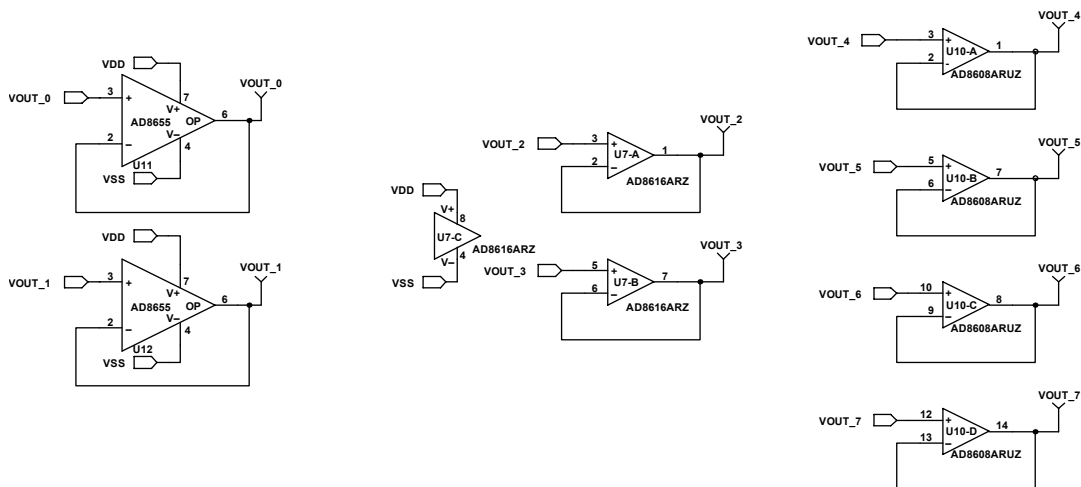 VDD
VOUT_0
3
+
7
V+
AD8655
OP
6
VOUT_0
2
−
V−
4
U11
VSS
VDD
VOUT_1
3
+
7
V+
AD8655
OP
6
VOUT_1
2
−
V−
4
U12
VSS
VDD
V+
8
U7-C
AD8616ARZ
V−
4
VSS
VOUT_2
3
+
2
−
U7-A
1
AD8616ARZ
VOUT_2
VOUT_3
5
+
6
−
U7-B
7
AD8616ARZ
VOUT_3
VOUT_4
3
+
2
-
U10-A
1
AD8608ARUZ
VOUT_4
VOUT_5
5
+
6
−
U10-B
7
AD8608ARUZ
VOUT_5
VOUT_6
10
+
9
−
U10-C
8
AD8608ARUZ
VOUT_6
VOUT_7
12
+
13
−
U10-D
14
AD8608ARUZ
VOUT_7